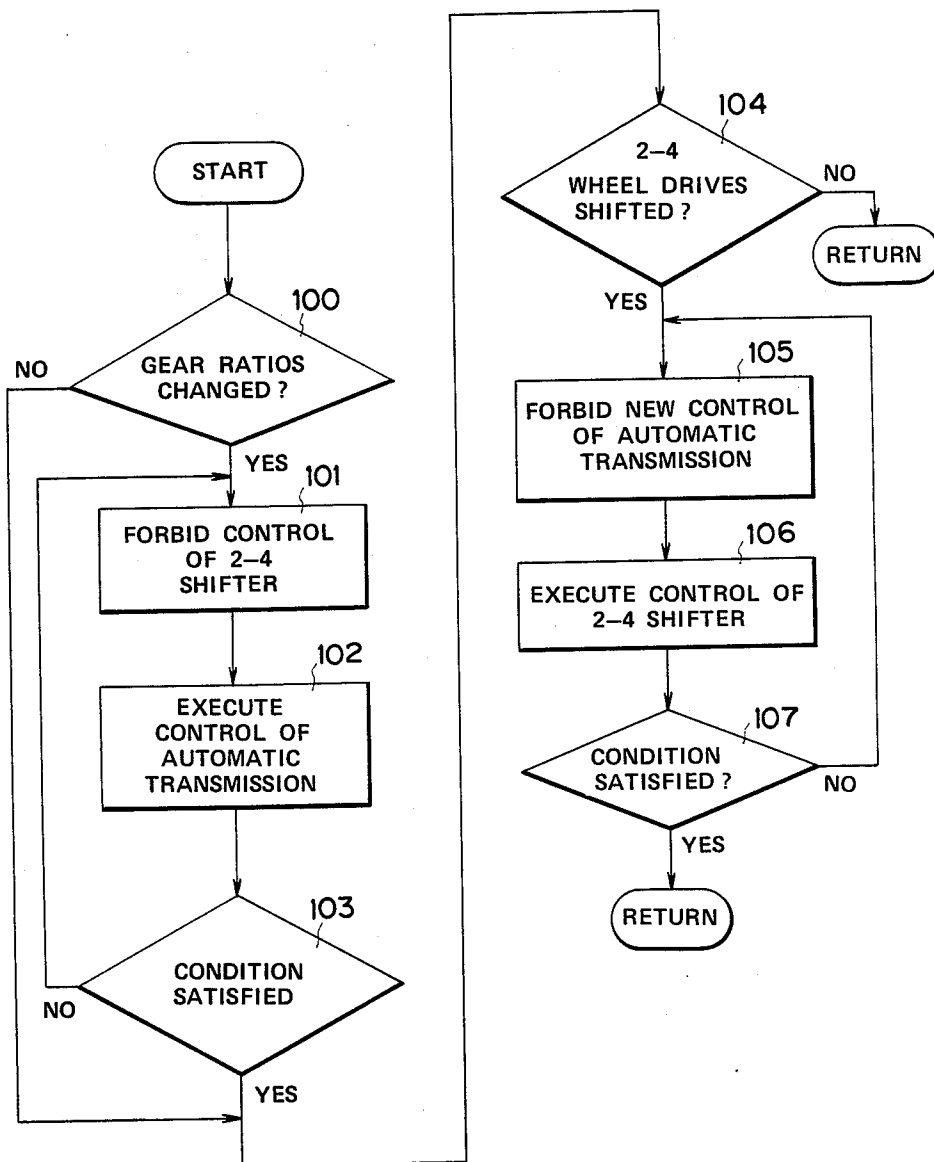 START
100
GEAR RATIOS
CHANGED ?
NO
YES
101
FORBID CONTROL
OF 2–4
SHIFTER
102
EXECUTE
CONTROL OF
AUTOMATIC
TRANSMISSION
103
CONDITION
SATISFIED
NO
YES
104
2–4
WHEEL DRIVES
SHIFTED ?
NO
RETURN
YES
105
FORBID NEW CONTROL
OF AUTOMATIC
TRANSMISSION
106
EXECUTE CONTROL OF
2–4 SHIFTER
107
CONDITION
SATISFIED ?
NO
YES
RETURN